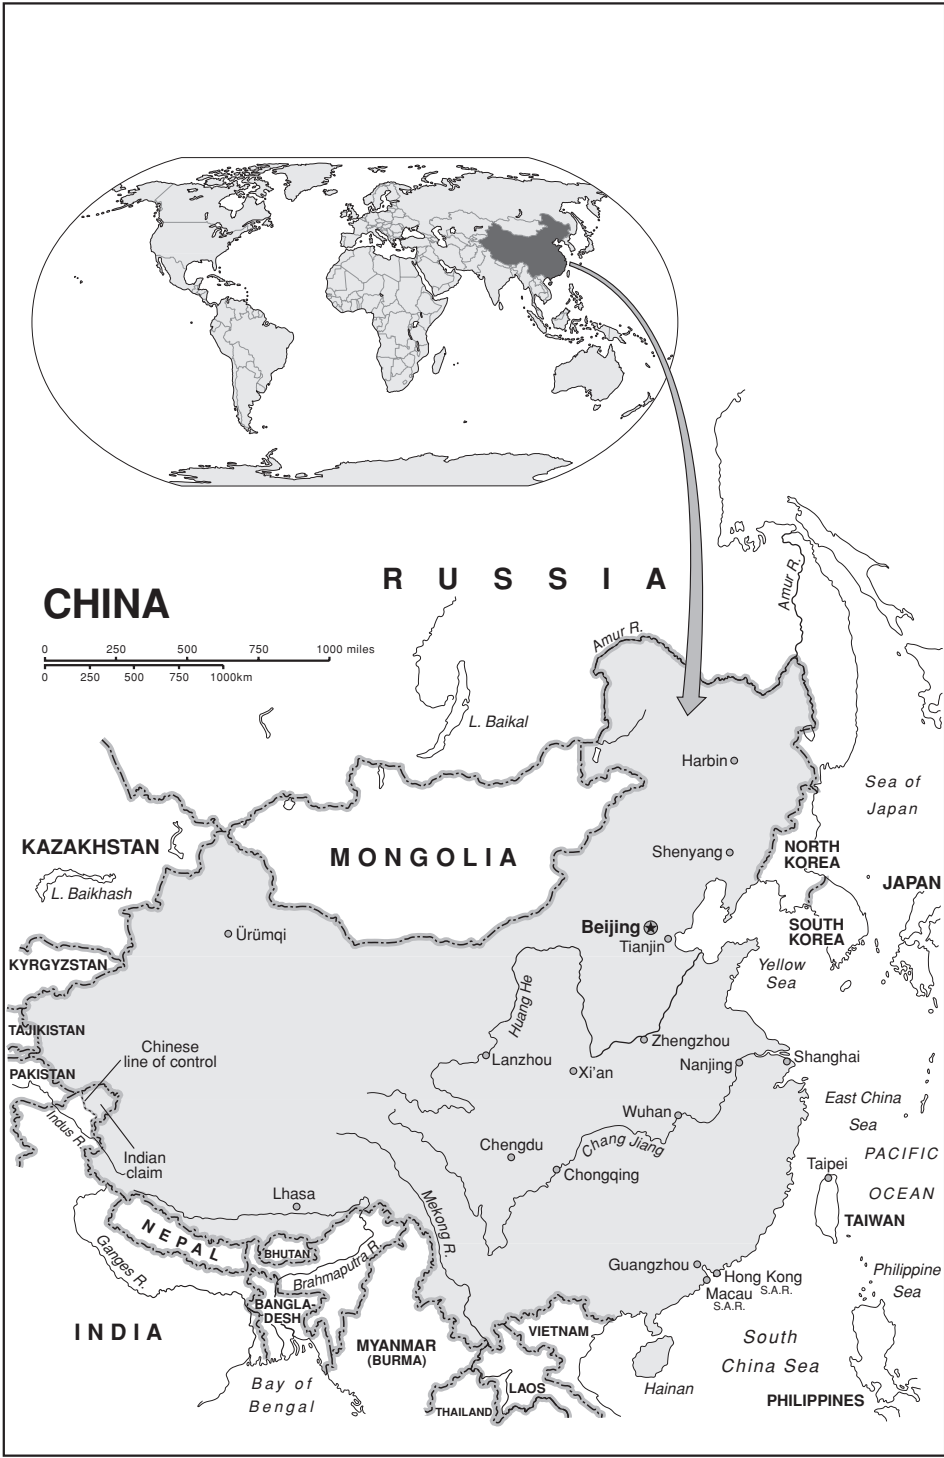 RUSSIA
CHINA
0 250 500 750 1000 miles
0 250 500 750 1000km
Amur R.
Amur R.
L. Baikal
Harbin
Sea of
Japan
KAZAKHSTAN
MONGOLIA
Shenyang
NORTH
KOREA
L. Baikhash
JAPAN
Ürümqi
Beijing
Tianjin
SOUTH
KOREA
KYRGYZSTAN
Yellow
Sea
Huang He
TAJIKISTAN
Chinese
line of control
Zhengzhou
Lanzhou
Nanjing
Shanghai
PAKISTAN
Xi'an
Indus R.
Wuhan
East China
Sea
Indian
claim
Chengdu
Chang Jiang
Chongqing
PACIFIC
OCEAN
Taipei
TAIWAN
Lhasa
Mekong R.
NEPAL
BHUTAN
Ganges R.
Brahmaputra R.
Guangzhou
Hong Kong
S.A.R.
Macau
S.A.R.
Philippine
Sea
BANGLA-
DESH
INDIA
MYANMAR
(BURMA)
VIETNAM
South
China Sea
Bay of
Bengal
LAOS
Hainan
THAILAND
PHILIPPINES